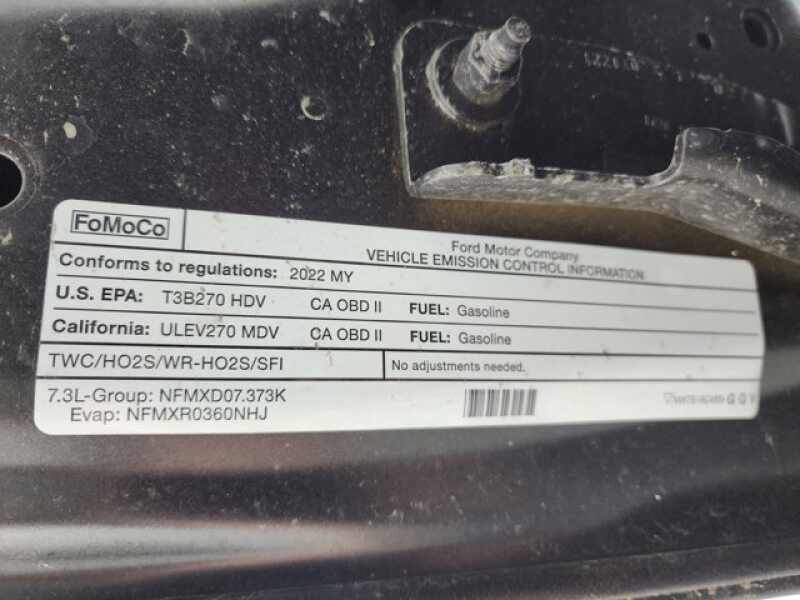 FoMoCo
Ford Motor Company
VEHICLE EMISSION CONTROL INFORMATION
Conforms to regulations: 2022 MY
U.S. EPA: T3B270 HDV CA OBD II FUEL: Gasoline
California: ULEV270 MDV CA OBD II FUEL: Gasoline
TWC/HO2S/WR-HO2S/SFI No adjustments needed.
7.3L-Group: NFMXD07.373K
Evap: NFMXR0360NHJ